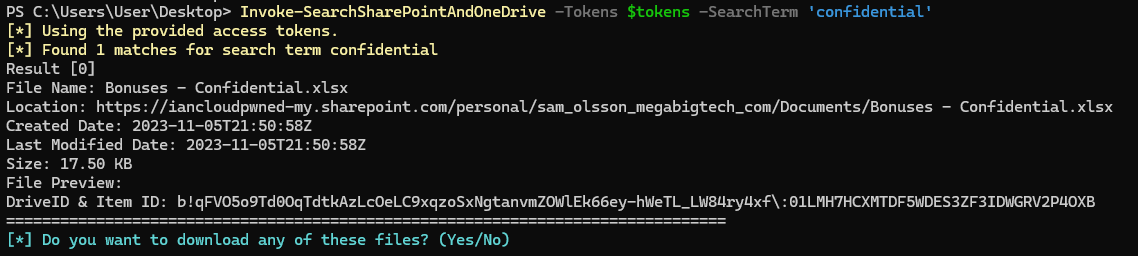 PS C:\Users\User\Desktop> Invoke-SearchSharePointAndOneDrive -Tokens $tokens -SearchTerm 'confidential'
[*] Using the provided access tokens.
[*] Found 1 matches for search term confidential
Result [0]
File Name: Bonuses - Confidential.xlsx
Location: https://iancloudpwned-my.sharepoint.com/personal/sam_olsson_megabigtech_com/Documents/Bonuses - Confidential.xlsx
Created Date: 2023-11-05T21:50:58Z
Last Modified Date: 2023-11-05T21:50:58Z
Size: 17.50 KB
File Preview:
DriveID & Item ID: b!qFVO5o9Td0OqTdtkAzLcOeLC9xqzoSxNgtanvmZOWlEk66ey-hWeTL_LW84ry4xf\:01LMH7HCXMTDF5WDES3ZF3IDWGRV2P4OXB
================================================================================
[*] Do you want to download any of these files? (Yes/No)